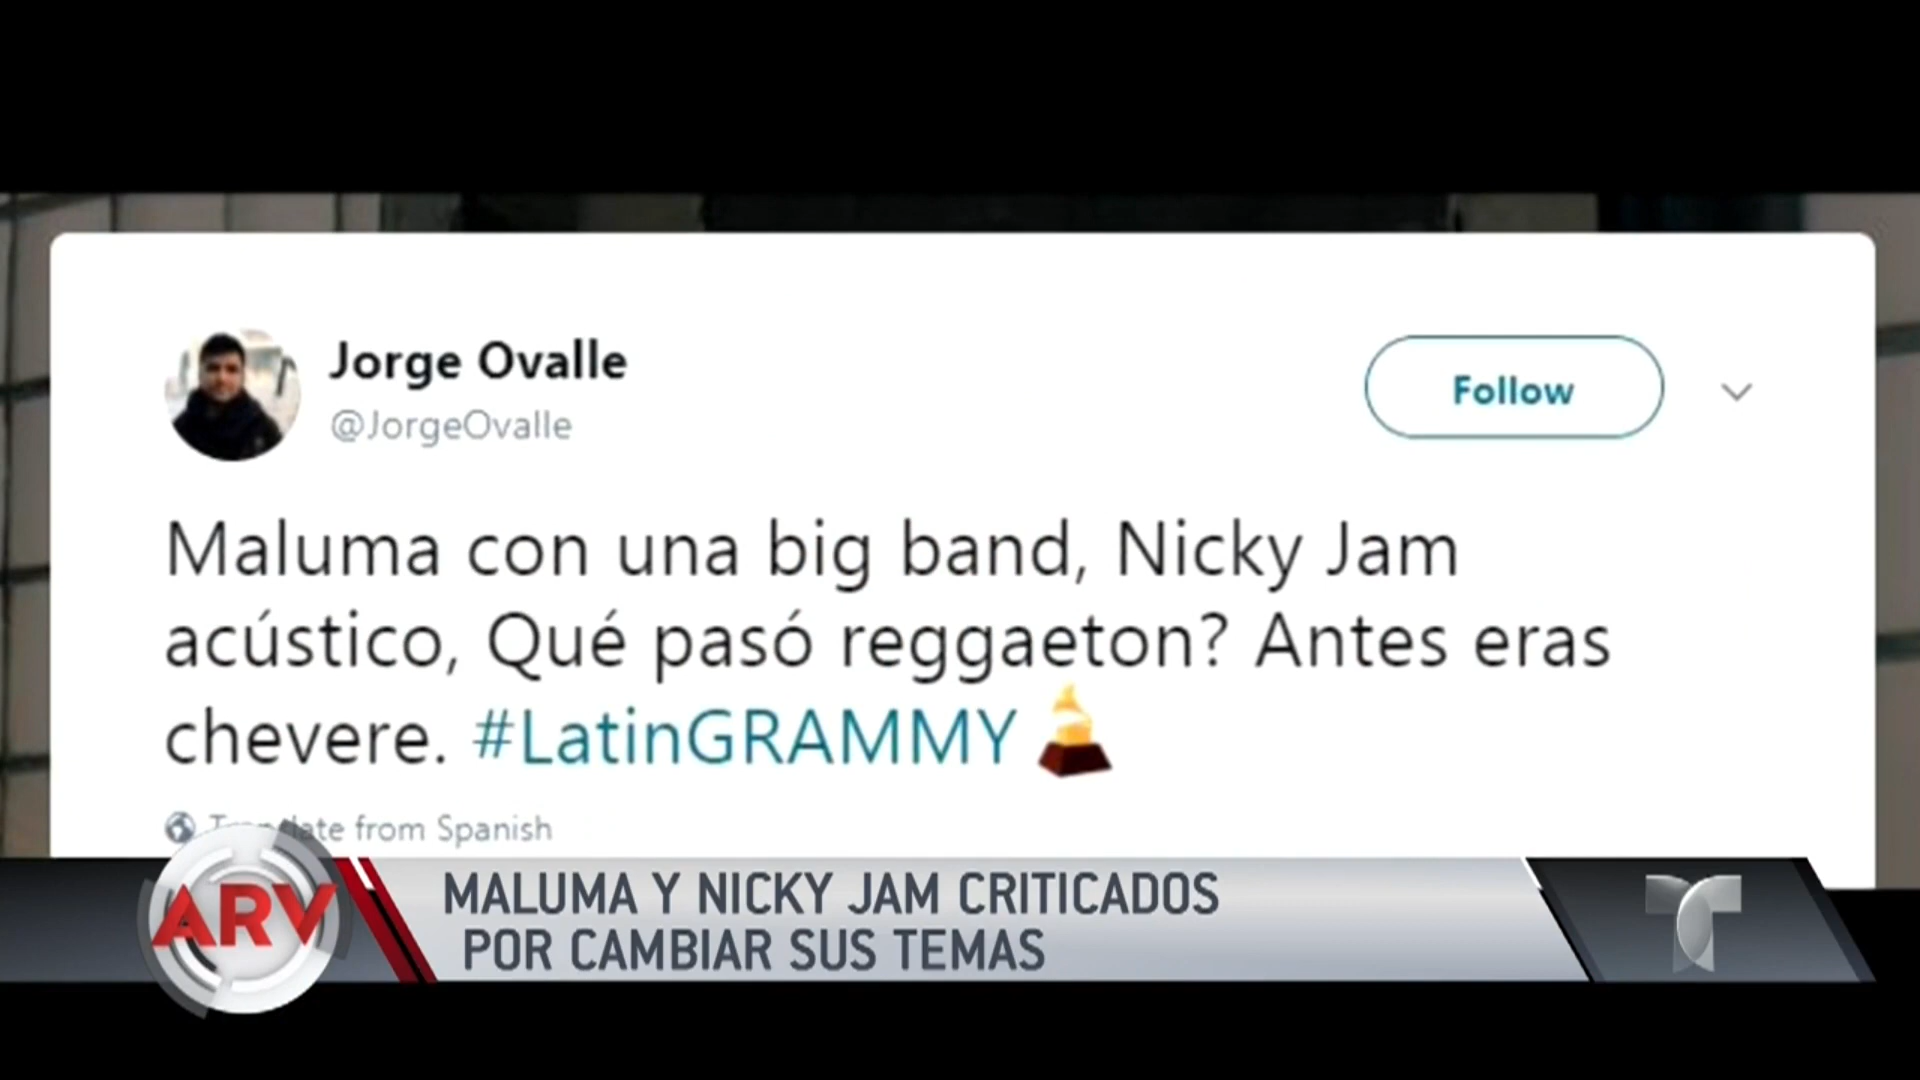 Jorge Ovalle
@JorgeOvalle
Follow
Maluma con una big band, Nicky Jam
acústico, Qué pasó reggaeton? Antes eras
chevere. #LatinGRAMMY
Translate from Spanish
ARV
MALUMA Y NICKY JAM CRITICADOS
POR CAMBIAR SUS TEMAS